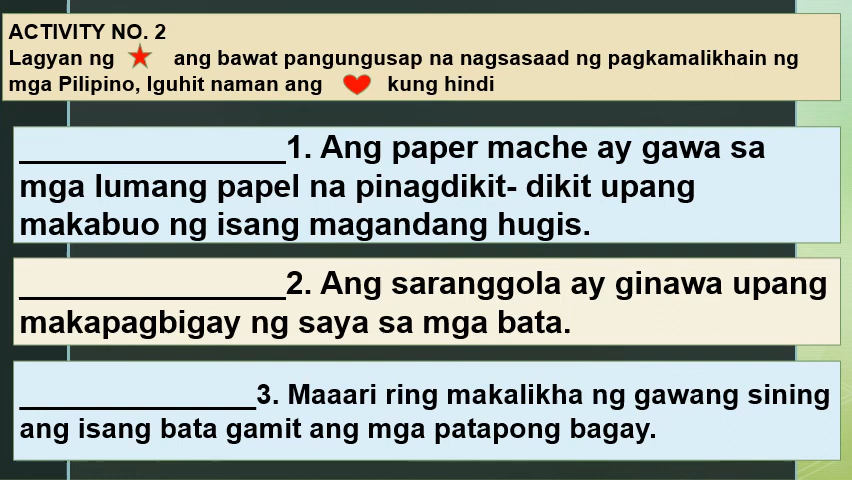 ACTIVITY NO. 2
Lagyan ng ang bawat pangungusap na nagsasaad ng pagkamalikhain ng
mga Pilipino, Iguhit naman ang kung hindi
_______________1. Ang paper mache ay gawa sa
mga lumang papel na pinagdikit- dikit upang
makabuo ng isang magandang hugis.
_______________2. Ang saranggola ay ginawa upang
makapagbigay ng saya sa mga bata.
_______________3. Maaari ring makalikha ng gawang sining
ang isang bata gamit ang mga patapong bagay.